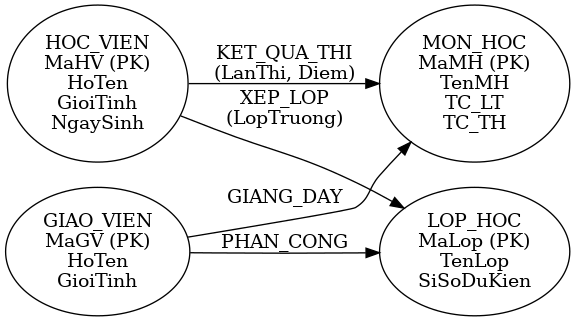 HOC_VIEN
MaHV (PK)
HoTen
GioiTinh
NgaySinh
KET_QUA_THI
(LanThi, Diem)
MON_HOC
MaMH (PK)
TenMH
TC_LT
TC_TH
XEP_LOP
(LopTruong)
GIAO_VIEN
MaGV (PK)
HoTen
GioiTinh
GIANG_DAY
PHAN_CONG
LOP_HOC
MaLop (PK)
TenLop
SiSoDuKien